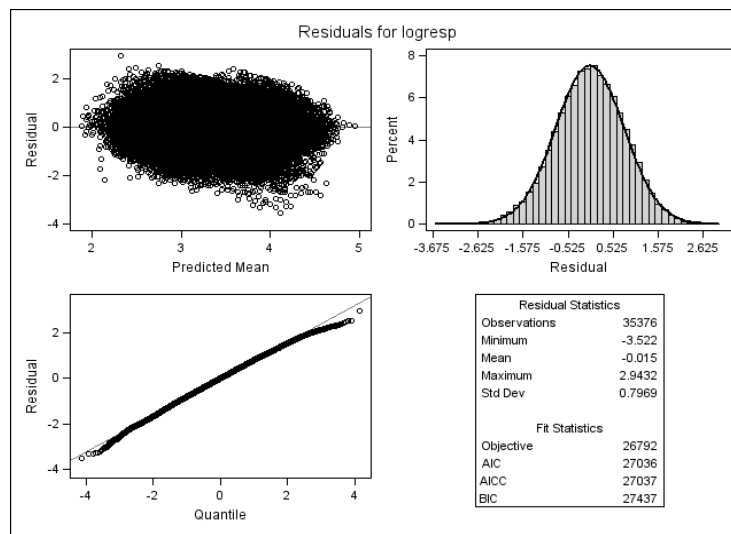 Residuals for logresp
2
0
-2
-4
Residual
2 3 4 5
Predicted Mean
8
6
4
2
0
Percent
-3.675 -2.625 -1.575 -0.525 0.525 1.575 2.625
Residual
2
0
-2
-4
Residual
-4 -2 0 2 4
Quantile
Residual Statistics
Observations 35376
Minimum -3.522
Mean -0.015
Maximum 2.9432
Std Dev 0.7969
Fit Statistics
Objective 26792
AIC 27036
AICC 27037
BIC 27437